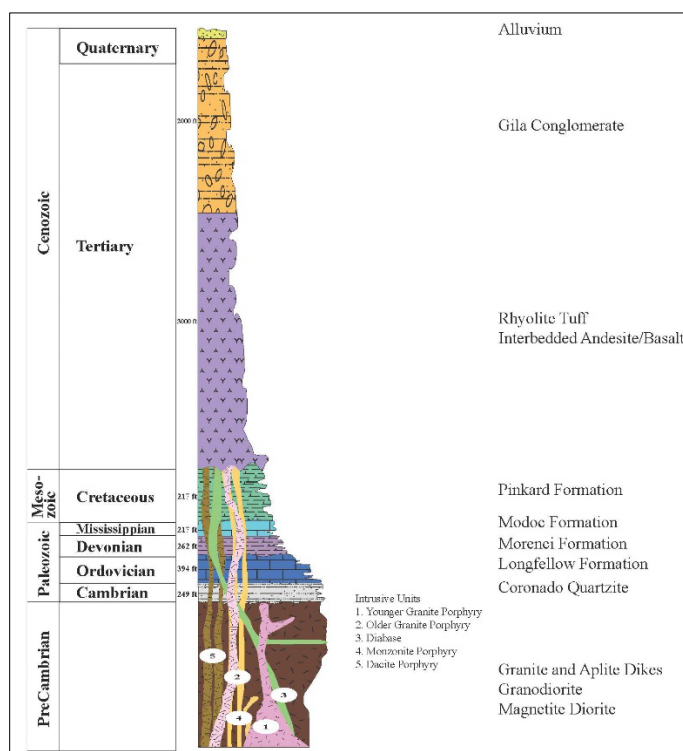 Alluvium
Quaternary
2000 ft
Gila Conglomerate
Cenozoic
Tertiary
3000 ft
Rhyolite Tuff
Interbedded Andesite/Basalt
Meso-
zoic
Cretaceous
217 ft
Pinkard Formation
Paleozoic
Mississippian
217 ft
Modoc Formation
Devonian
262 ft
Morenci Formation
Ordovician
394 ft
Longfellow Formation
Cambrian
249 ft
Coronado Quartzite
Intrusive Units
1. Younger Granite Porphyry
2. Older Granite Porphyry
3. Diabase
4. Monzonite Porphyry
5. Dacite Porphyry
PreCambrian
5
2
3
4
1
Granite and Aplite Dikes
Granodiorite
Magnetite Diorite